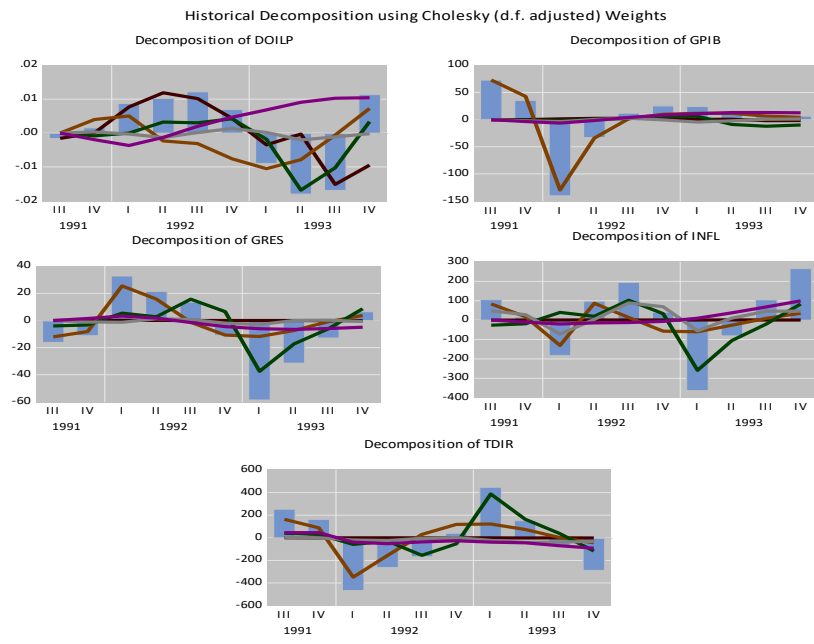 Historical Decomposition using Cholesky (d.f. adjusted) Weights
Decomposition of DOILP
.02
.01
.00
-.01
-.02
III IV I II III IV I II III IV
1991 1992 1993
Decomposition of GPIB
100
50
0
-50
-100
-150
III IV I II III IV I II III IV
1991 1992 1993
Decomposition of GRES
40
20
0
-20
-40
-60
III IV I II III IV I II III IV
1991 1992 1993
Decomposition of INFL
300
200
100
0
-100
-200
-300
-400
III IV I II III IV I II III IV
1991 1992 1993
Decomposition of TDIR
600
400
200
0
-200
-400
-600
III IV I II III IV I II III IV
1991 1992 1993